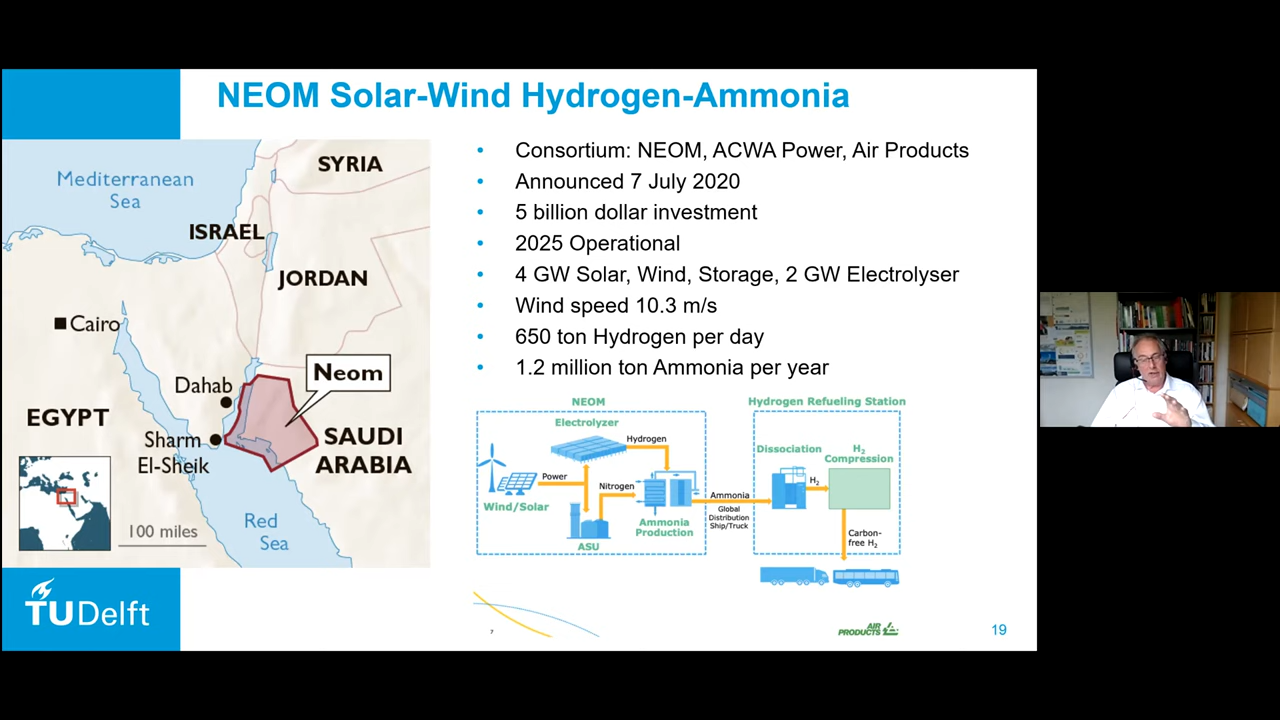 NEOM Solar-Wind Hydrogen-Ammonia
Mediterranean
Sea
SYRIA
ISRAEL
JORDAN
Cairo
Neom
Dahab
EGYPT
Sharm
El-Sheik
SAUDI
ARABIA
100 miles
Red
Sea
• Consortium: NEOM, ACWA Power, Air Products
• Announced 7 July 2020
• 5 billion dollar investment
• 2025 Operational
• 4 GW Solar, Wind, Storage, 2 GW Electrolyser
• Wind speed 10.3 m/s
• 650 ton Hydrogen per day
• 1.2 million ton Ammonia per year
NEOM
Electrolyzer
Hydrogen
Power
Nitrogen
Wind/Solar
ASU
Ammonia
Production
Ammonia
Global
Distribution
Ship/Truck
Hydrogen Refueling Station
Dissociation
H₂
Compression
H₂
Carbon-
free H₂
TUDelft
7
AIR
PRODUCTS
19